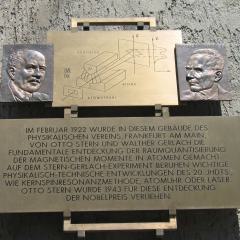 ATOMSTRAHL
IM FEBRUAR 1922 WURDE IN DIESEM GEBÄUDE DES
PHYSIKALISCHEN VEREINS, FRANKFURT AM MAIN,
VON OTTO STERN UND WALTHER GERLACH DIE
FUNDAMENTALE ENTDECKUNG DER RAUMQUANTISIERUNG
DER MAGNETISCHEN MOMENTE IN ATOMEN GEMACHT.
AUF DEM STERN-GERLACH-EXPERIMENT BERUHEN WICHTIGE
PHYSIKALISCH-TECHNISCHE ENTWICKLUNGEN DES 20. JHDTS.,
WIE KERNSPINRESONANZMETHODE, ATOMUHR ODER LASER.
OTTO STERN WURDE 1943 FÜR DIESE ENTDECKUNG
DER NOBELPREIS VERLIEHEN.